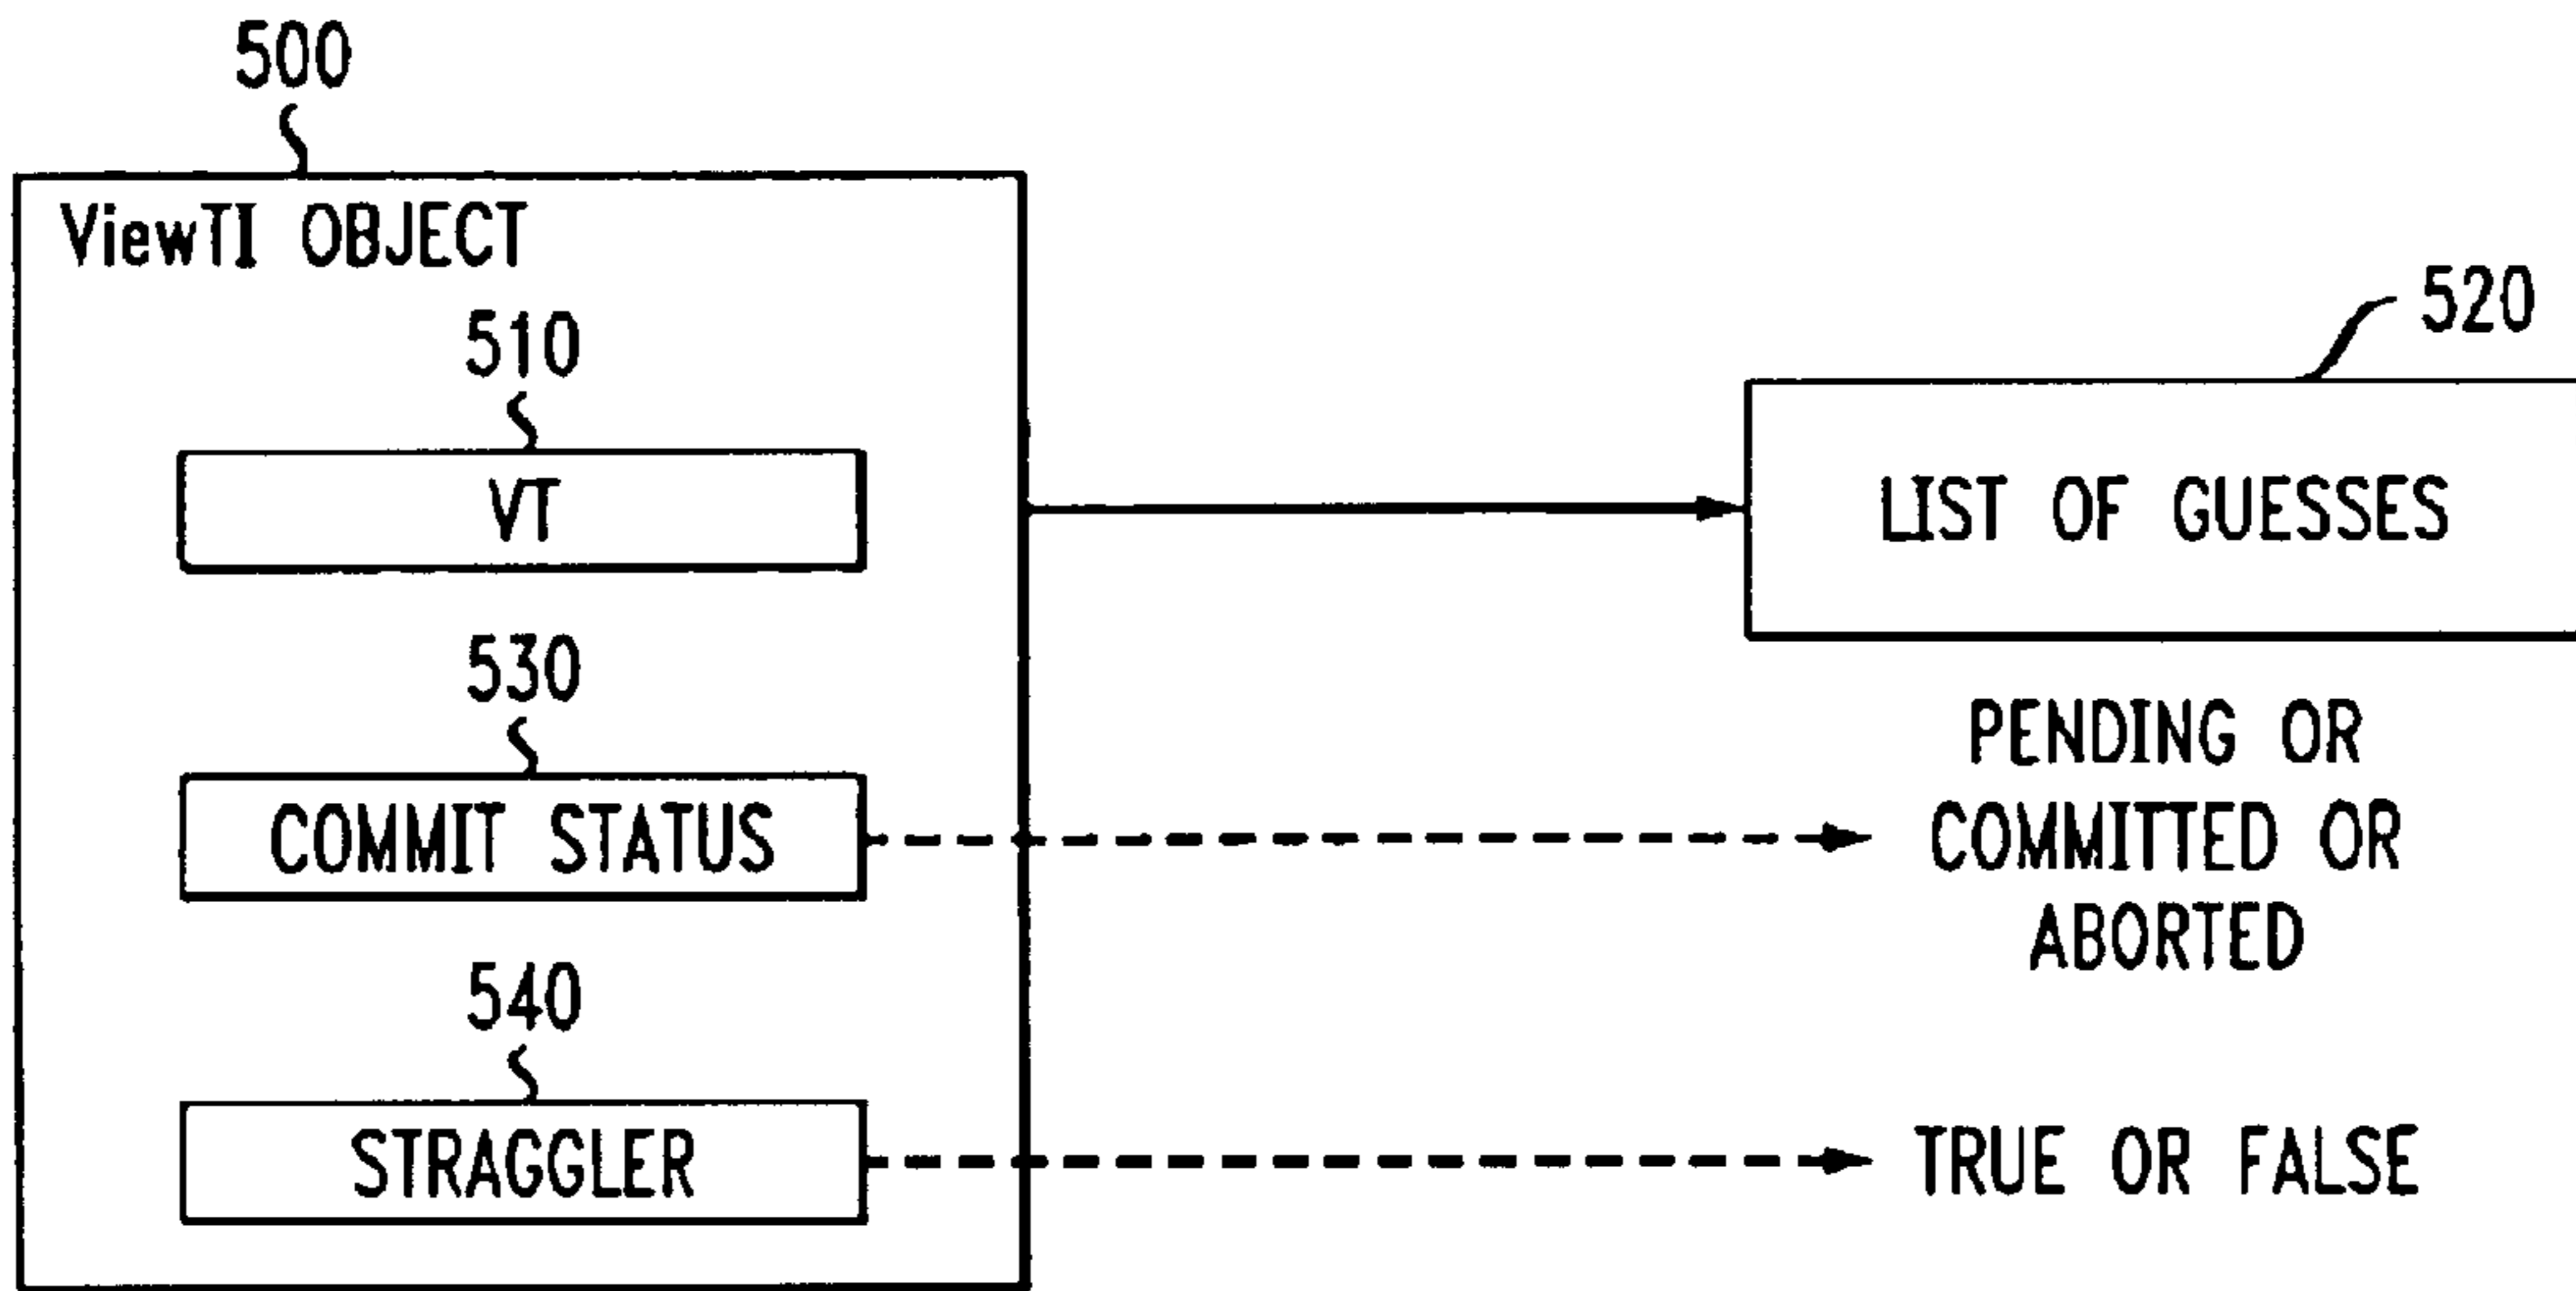 500
ViewTI OBJECT
510
VT
520
LIST OF GUESSES
530
COMMIT STATUS
PENDING OR
COMMITTED OR
ABORTED
540
STRAGGLER
TRUE OR FALSE